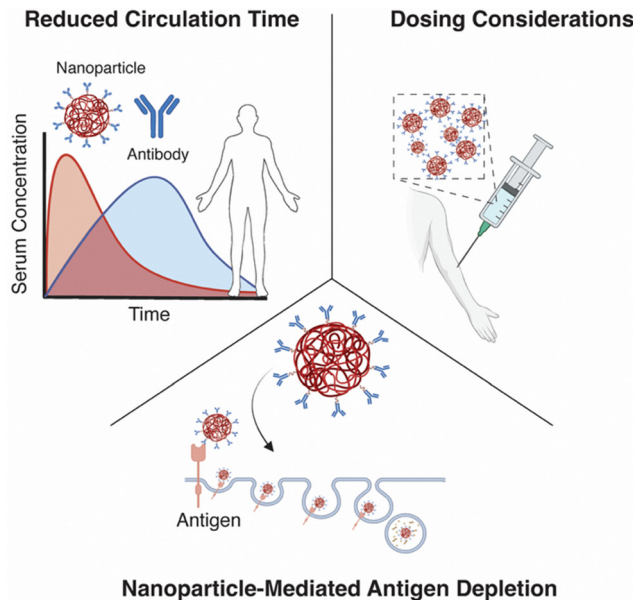 Reduced Circulation Time
Dosing Considerations
Nanoparticle
Antibody
Serum Concentration
Time
Antigen
Nanoparticle-Mediated Antigen Depletion